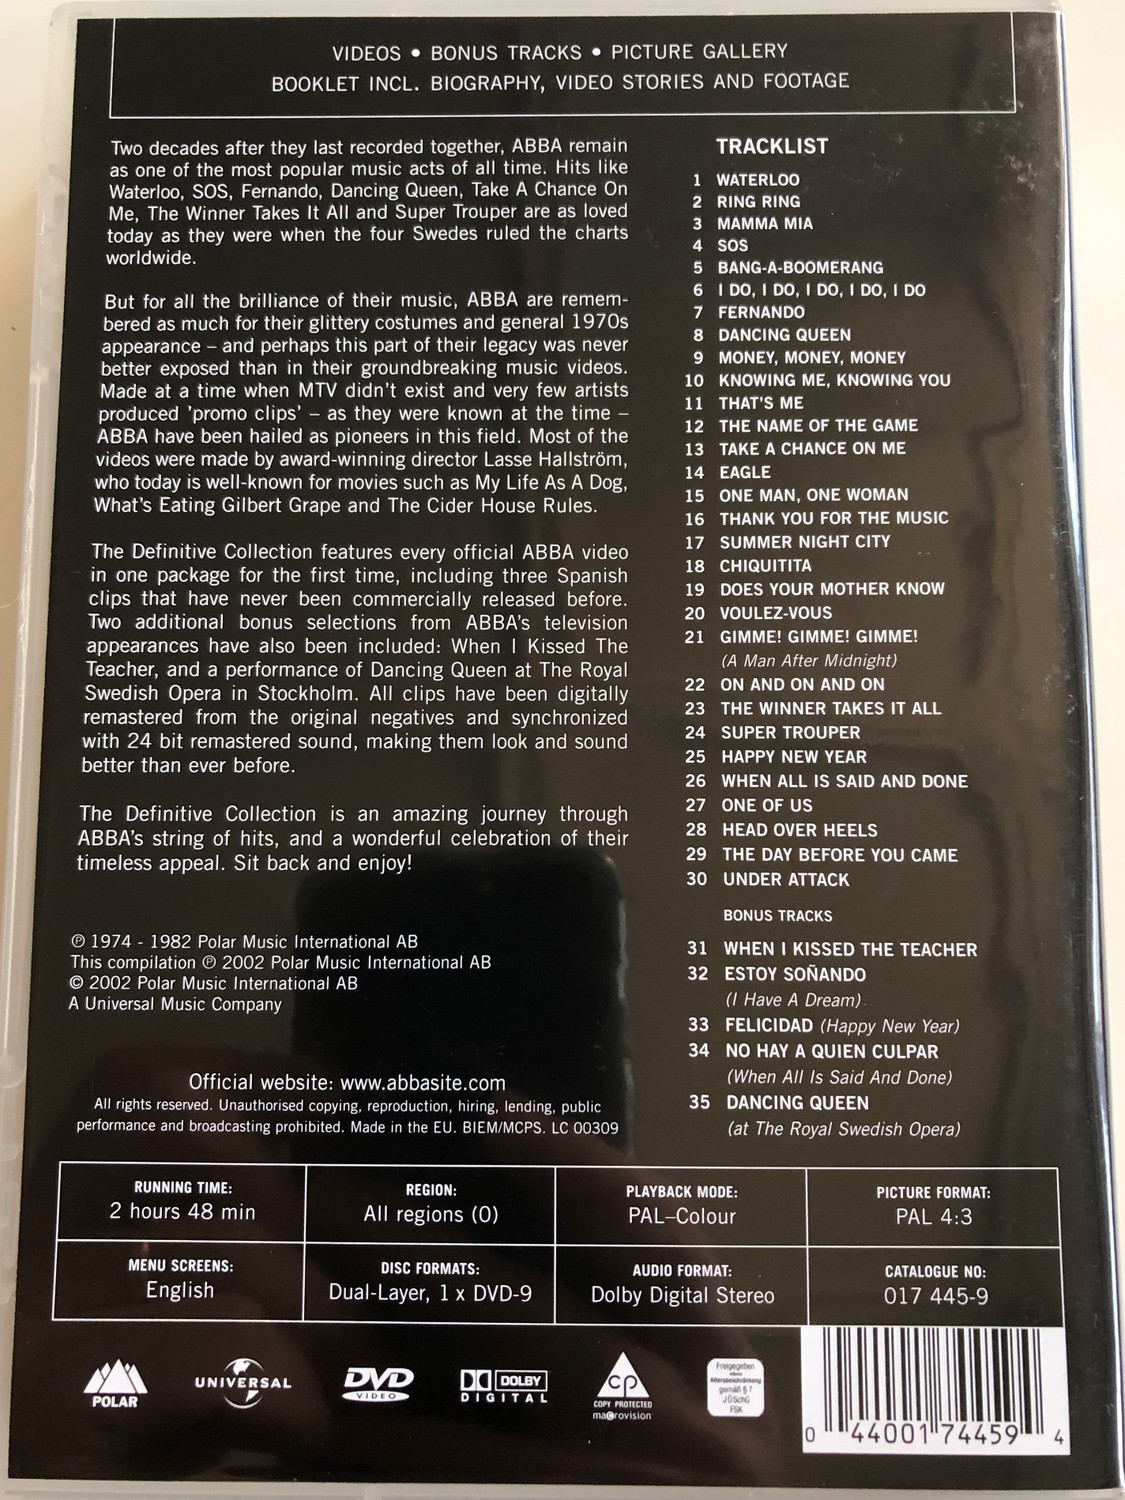 VIDEOS • BONUS TRACKS • PICTURE GALLERY
BOOKLET INCL. BIOGRAPHY, VIDEO STORIES AND FOOTAGE
Two decades after they last recorded together, ABBA remain
as one of the most popular music acts of all time. Hits like
Waterloo, SOS, Fernando, Dancing Queen, Take A Chance On
Me, The Winner Takes It All and Super Trouper are as loved
today as they were when the four Swedes ruled the charts
worldwide.
But for all the brilliance of their music, ABBA are remem-
bered as much for their glittery costumes and general 1970s
appearance – and perhaps this part of their legacy was never
better exposed than in their groundbreaking music videos.
Made at a time when MTV didn't exist and very few artists
produced 'promo clips' – as they were known at the time –
ABBA have been hailed as pioneers in this field. Most of the
videos were made by award-winning director Lasse Hallström,
who today is well-known for movies such as My Life As A Dog,
What's Eating Gilbert Grape and The Cider House Rules.
The Definitive Collection features every official ABBA video
in one package for the first time, including three Spanish
clips that have never been commercially released before.
Two additional bonus selections from ABBA's television
appearances have also been included: When I Kissed The
Teacher, and a performance of Dancing Queen at The Royal
Swedish Opera in Stockholm. All clips have been digitally
remastered from the original negatives and synchronized
with 24 bit remastered sound, making them look and sound
better than ever before.
The Definitive Collection is an amazing journey through
ABBA's string of hits, and a wonderful celebration of their
timeless appeal. Sit back and enjoy!
℗ 1974 - 1982 Polar Music International AB
This compilation ℗ 2002 Polar Music International AB
© 2002 Polar Music International AB
A Universal Music Company
Official website: www.abbasite.com
All rights reserved. Unauthorised copying, reproduction, hiring, lending, public
performance and broadcasting prohibited. Made in the EU. BIEM/MCPS. LC 00309
TRACKLIST
1 WATERLOO
2 RING RING
3 MAMMA MIA
4 SOS
5 BANG-A-BOOMERANG
6 I DO, I DO, I DO, I DO, I DO
7 FERNANDO
8 DANCING QUEEN
9 MONEY, MONEY, MONEY
10 KNOWING ME, KNOWING YOU
11 THAT'S ME
12 THE NAME OF THE GAME
13 TAKE A CHANCE ON ME
14 EAGLE
15 ONE MAN, ONE WOMAN
16 THANK YOU FOR THE MUSIC
17 SUMMER NIGHT CITY
18 CHIQUITITA
19 DOES YOUR MOTHER KNOW
20 VOULEZ-VOUS
21 GIMME! GIMME! GIMME!
(A Man After Midnight)
22 ON AND ON AND ON
23 THE WINNER TAKES IT ALL
24 SUPER TROUPER
25 HAPPY NEW YEAR
26 WHEN ALL IS SAID AND DONE
27 ONE OF US
28 HEAD OVER HEELS
29 THE DAY BEFORE YOU CAME
30 UNDER ATTACK
BONUS TRACKS
31 WHEN I KISSED THE TEACHER
32 ESTOY SOÑANDO
(I Have A Dream)
33 FELICIDAD (Happy New Year)
34 NO HAY A QUIEN CULPAR
(When All Is Said And Done)
35 DANCING QUEEN
(at The Royal Swedish Opera)
RUNNING TIME:
2 hours 48 min
REGION:
All regions (0)
PLAYBACK MODE:
PAL–Colour
PICTURE FORMAT:
PAL 4:3
MENU SCREENS:
English
DISC FORMATS:
Dual-Layer, 1 x DVD-9
AUDIO FORMAT:
Dolby Digital Stereo
CATALOGUE NO:
017 445-9
POLAR
UNIVERSAL
DVD
VIDEO
DOLBY
DIGITAL
cp
COPY PROTECTED
macrovision
Freigegeben
ohne
Altersbeschränkung
gemäß § 7
JÖSchG
FSK
0 44001 74459 4